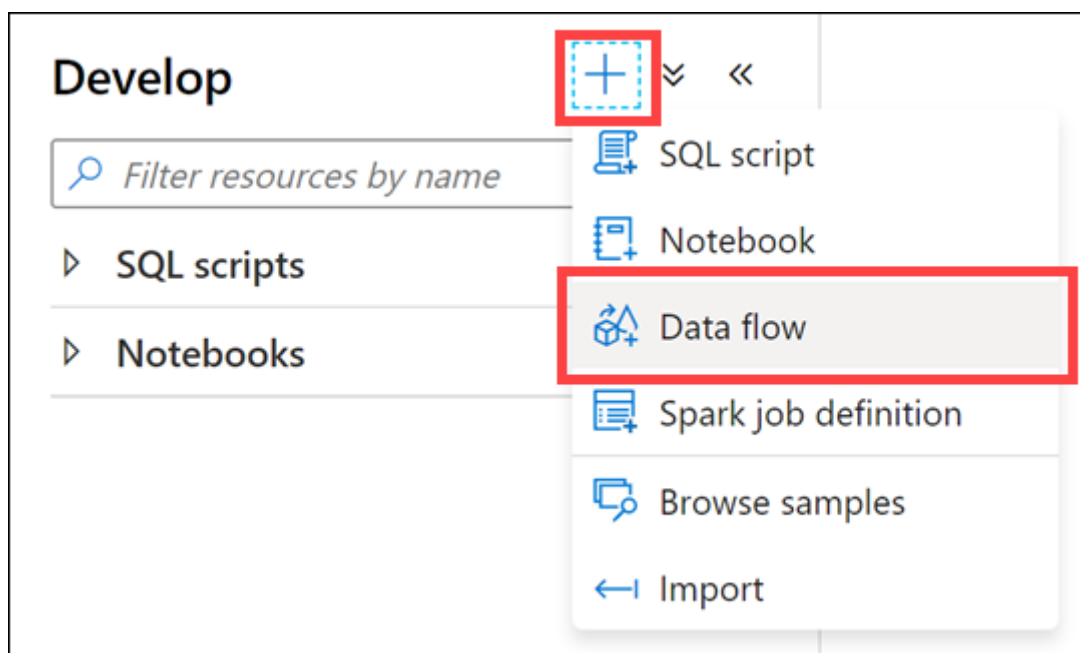 Develop
Filter resources by name
SQL scripts
Notebooks
SQL script
Notebook
Data flow
Spark job definition
Browse samples
Import